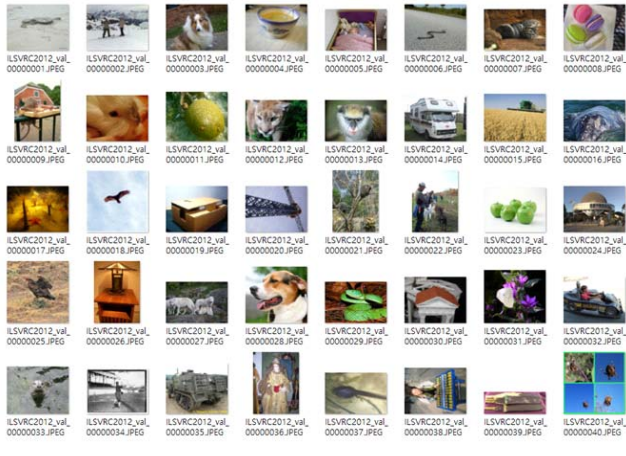 ILSVRC2012_val_ ILSVRC2012_val_ ILSVRC2012_val_ ILSVRC2012_val_ ILSVRC2012_val_ ILSVRC2012_val_ ILSVRC2012_val_ ILSVRC2012_val_
00000001.JPEG 00000002.JPEG 00000003.JPEG 00000004.JPEG 00000005.JPEG 00000006.JPEG 00000007.JPEG 00000008.JPEG
ILSVRC2012_val_ ILSVRC2012_val_ ILSVRC2012_val_ ILSVRC2012_val_ ILSVRC2012_val_ ILSVRC2012_val_ ILSVRC2012_val_ ILSVRC2012_val_
00000009.JPEG 00000010.JPEG 00000011.JPEG 00000012.JPEG 00000013.JPEG 00000014.JPEG 00000015.JPEG 00000016.JPEG
ILSVRC2012_val_ ILSVRC2012_val_ ILSVRC2012_val_ ILSVRC2012_val_ ILSVRC2012_val_ ILSVRC2012_val_ ILSVRC2012_val_ ILSVRC2012_val_
00000017.JPEG 00000018.JPEG 00000019.JPEG 00000020.JPEG 00000021.JPEG 00000022.JPEG 00000023.JPEG 00000024.JPEG
ILSVRC2012_val_ ILSVRC2012_val_ ILSVRC2012_val_ ILSVRC2012_val_ ILSVRC2012_val_ ILSVRC2012_val_ ILSVRC2012_val_ ILSVRC2012_val_
00000025.JPEG 00000026.JPEG 00000027.JPEG 00000028.JPEG 00000029.JPEG 00000030.JPEG 00000031.JPEG 00000032.JPEG
ILSVRC2012_val_ ILSVRC2012_val_ ILSVRC2012_val_ ILSVRC2012_val_ ILSVRC2012_val_ ILSVRC2012_val_ ILSVRC2012_val_ ILSVRC2012_val_
00000033.JPEG 00000034.JPEG 00000035.JPEG 00000036.JPEG 00000037.JPEG 00000038.JPEG 00000039.JPEG 00000040.JPEG